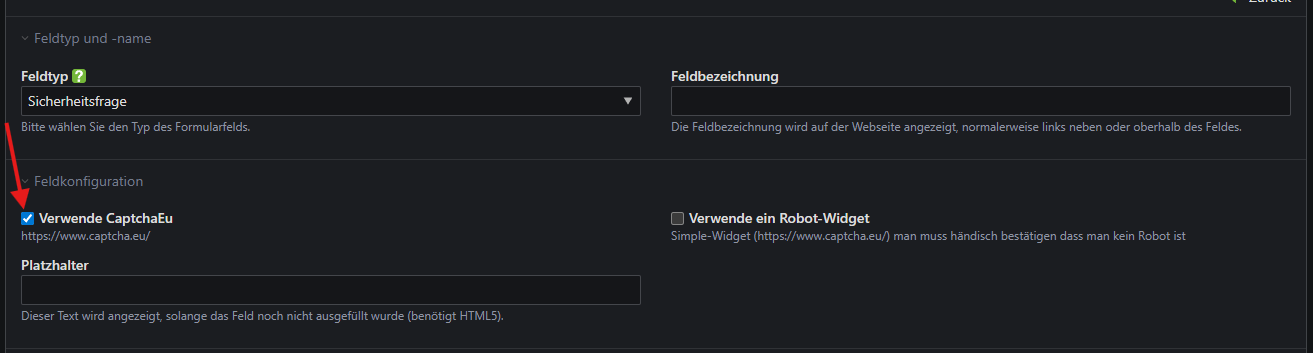 Zurück
Feldtyp und -name
Feldtyp ?
Feldbezeichnung
Sicherheitsfrage
Bitte wählen Sie den Typ des Formularfelds.
Die Feldbezeichnung wird auf der Webseite angezeigt, normalerweise links neben oder oberhalb des Feldes.
Feldkonfiguration
Verwende CaptchaEu
Verwende ein Robot-Widget
https://www.captcha.eu/
Simple-Widget (https://www.captcha.eu/) man muss händisch bestätigen dass man kein Robot ist
Platzhalter
Dieser Text wird angezeigt, solange das Feld noch nicht ausgefüllt wurde (benötigt HTML5).